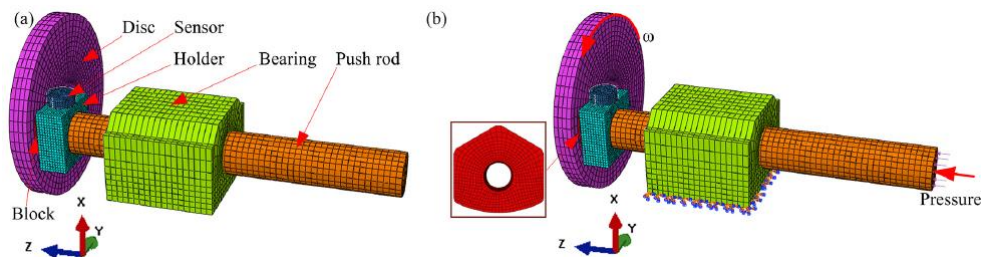 (a)
Disc
Sensor
Holder
Bearing
Push rod
Block
X
Y
Z
(b)
ω
Pressure
X
Y
Z